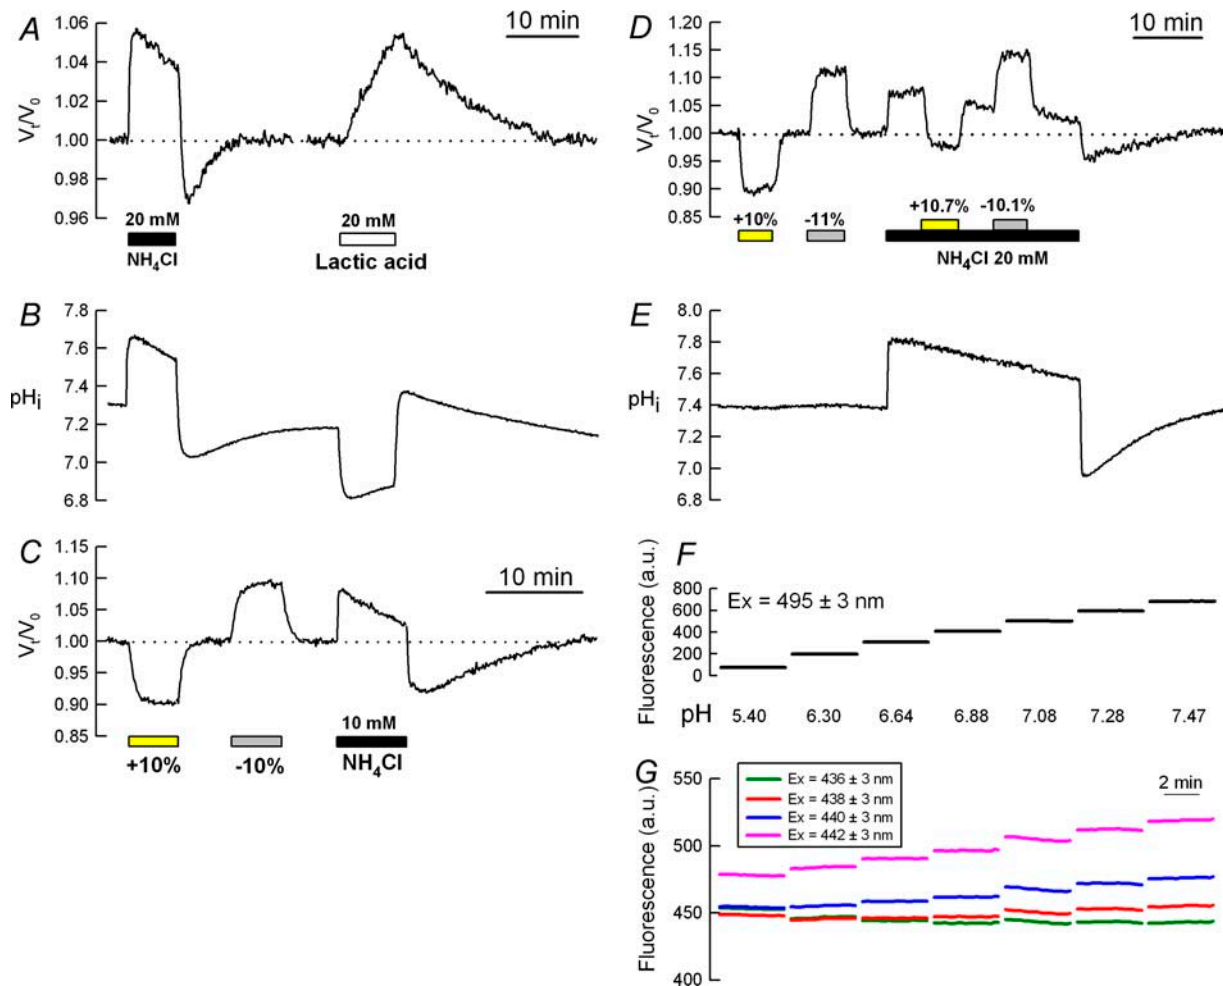 A
1.06
1.04
1.02
1.00
0.98
0.96
Vt/V0
10 min
20 mM
NH4Cl
20 mM
Lactic acid
B
7.8
7.6
7.4
7.2
7.0
6.8
pHi
C
1.15
1.10
1.05
1.00
0.95
0.90
0.85
Vt/V0
10 min
+10%
-10%
10 mM
NH4Cl
D
1.20
1.15
1.10
1.05
1.00
0.95
0.90
0.85
Vt/V0
10 min
+10%
-11%
+10.7%
-10.1%
NH4Cl 20 mM
E
8.0
7.8
7.6
7.4
7.2
7.0
6.8
pHi
F
Fluorescence (a.u.)
800
600
400
200
0
Ex = 495 ± 3 nm
pH
5.40
6.30
6.64
6.88
7.08
7.28
7.47
G
Fluorescence (a.u.)
550
500
450
400
Ex = 436 ± 3 nm
Ex = 438 ± 3 nm
Ex = 440 ± 3 nm
Ex = 442 ± 3 nm
2 min